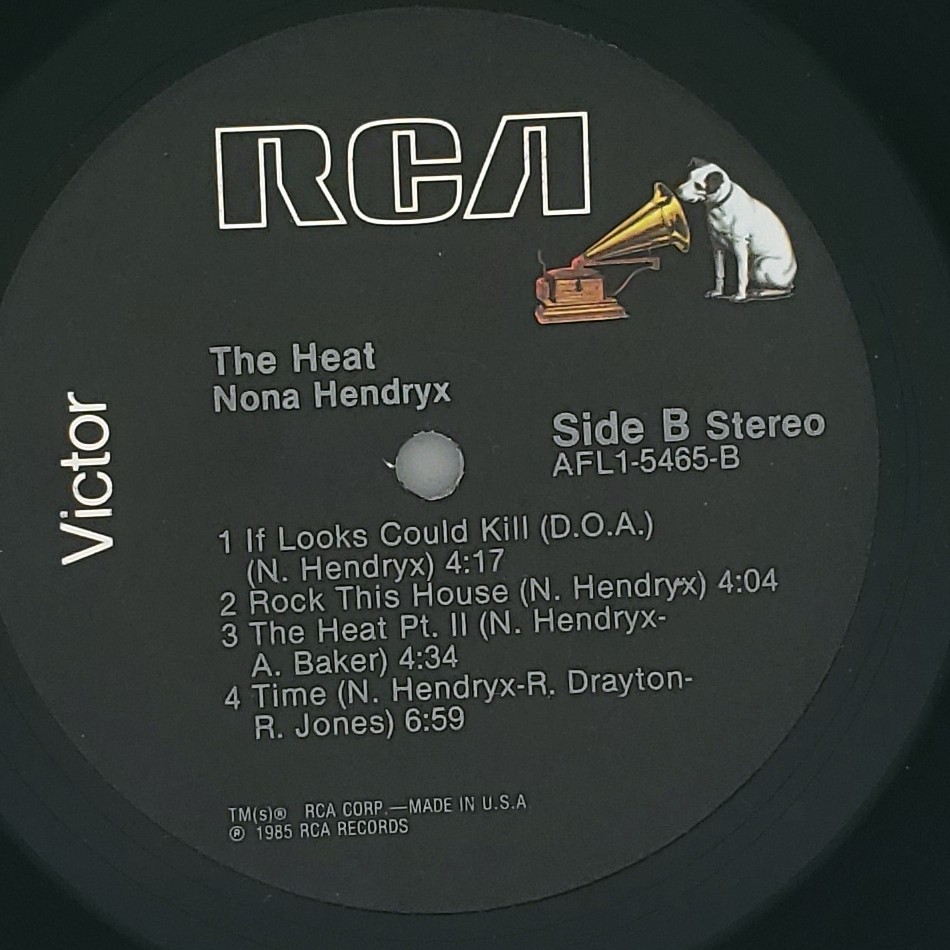 RCA
Victor
The Heat
Nona Hendryx
Side B Stereo
AFL1-5465-B
1 If Looks Could Kill (D.O.A.)
(N. Hendryx) 4:17
2 Rock This House (N. Hendryx) 4:04
3 The Heat Pt. II (N. Hendryx-
A. Baker) 4:34
4 Time (N. Hendryx-R. Drayton-
R. Jones) 6:59
TM(s)® RCA CORP.—MADE IN U.S.A
℗ 1985 RCA RECORDS